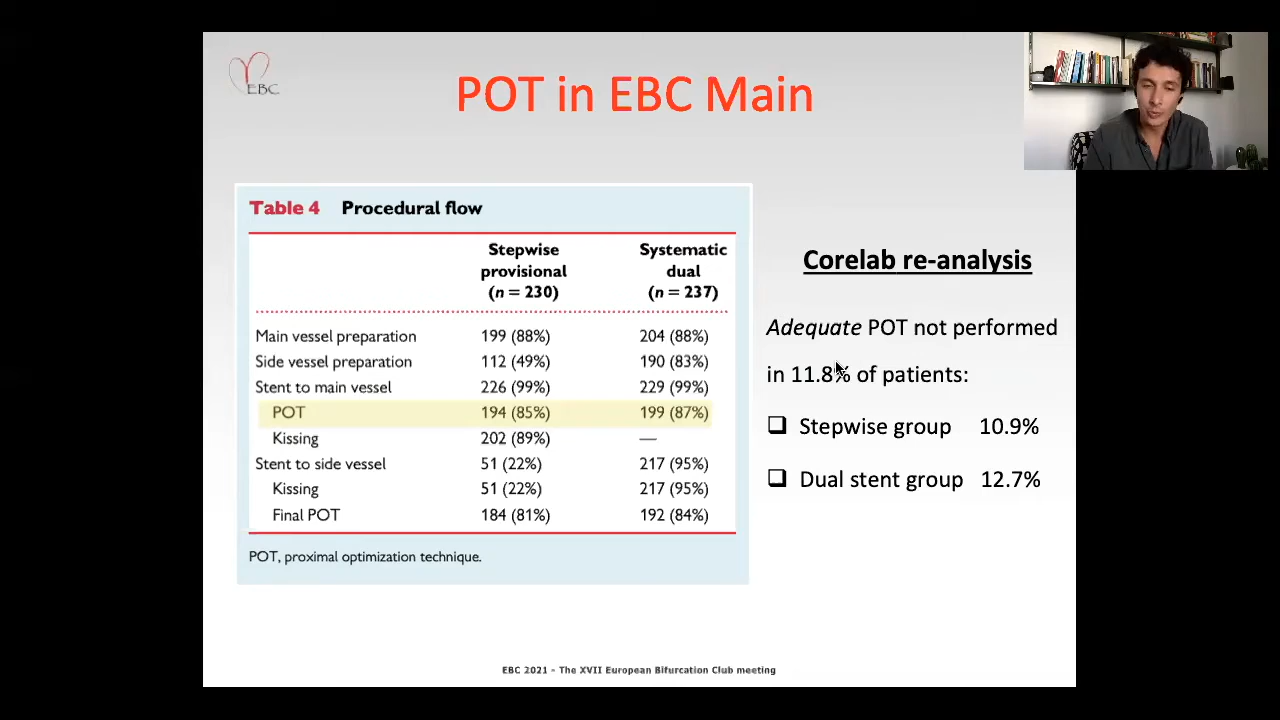 EBC
POT in EBC Main
Table 4 Procedural flow
Stepwise provisional (n = 230) Systematic dual (n = 237)
Main vessel preparation 199 (88%) 204 (88%)
Side vessel preparation 112 (49%) 190 (83%)
Stent to main vessel 226 (99%) 229 (99%)
POT 194 (85%) 199 (87%)
Kissing 202 (89%) —
Stent to side vessel 51 (22%) 217 (95%)
Kissing 51 (22%) 217 (95%)
Final POT 184 (81%) 192 (84%)
POT, proximal optimization technique.
Corelab re-analysis
Adequate POT not performed
in 11.8% of patients:
❑ Stepwise group 10.9%
❑ Dual stent group 12.7%
EBC 2021 - The XVII European Bifurcation Club meeting